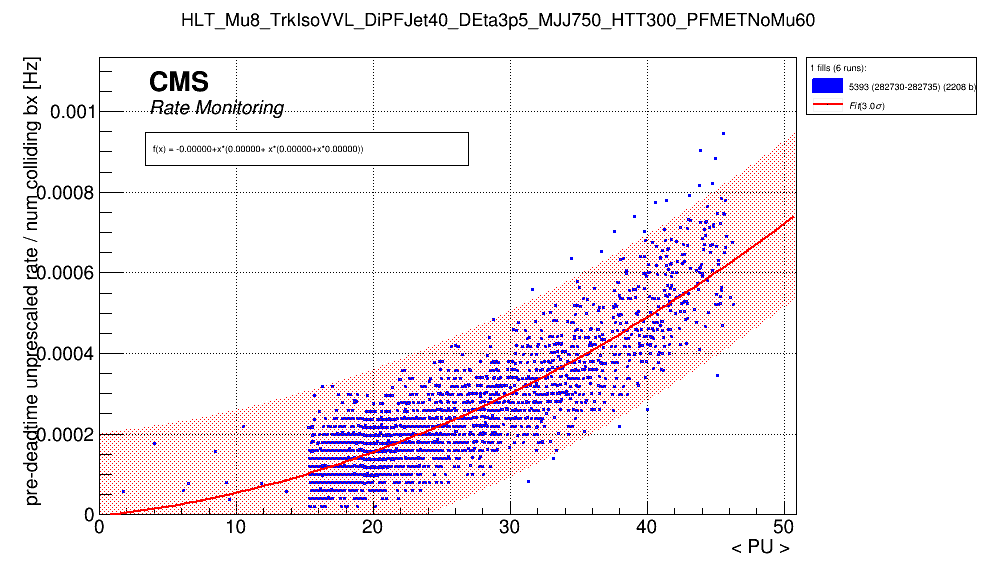 HLT_Mu8_TrkIsoVVL_DiPFJet40_DEta3p5_MJJ750_HTT300_PFMETNoMu60
pre-deadtime unprescaled rate / num colliding bx [Hz]
CMS
Rate Monitoring
f(x) = -0.00000+x*(0.00000+ x*(0.00000+x*0.00000))
1 fills (6 runs):
5393 (282730-282735) (2208 b)
Fit(3.0σ)
0.001
0.0008
0.0006
0.0004
0.0002
0
0 10 20 30 40 50
< PU >